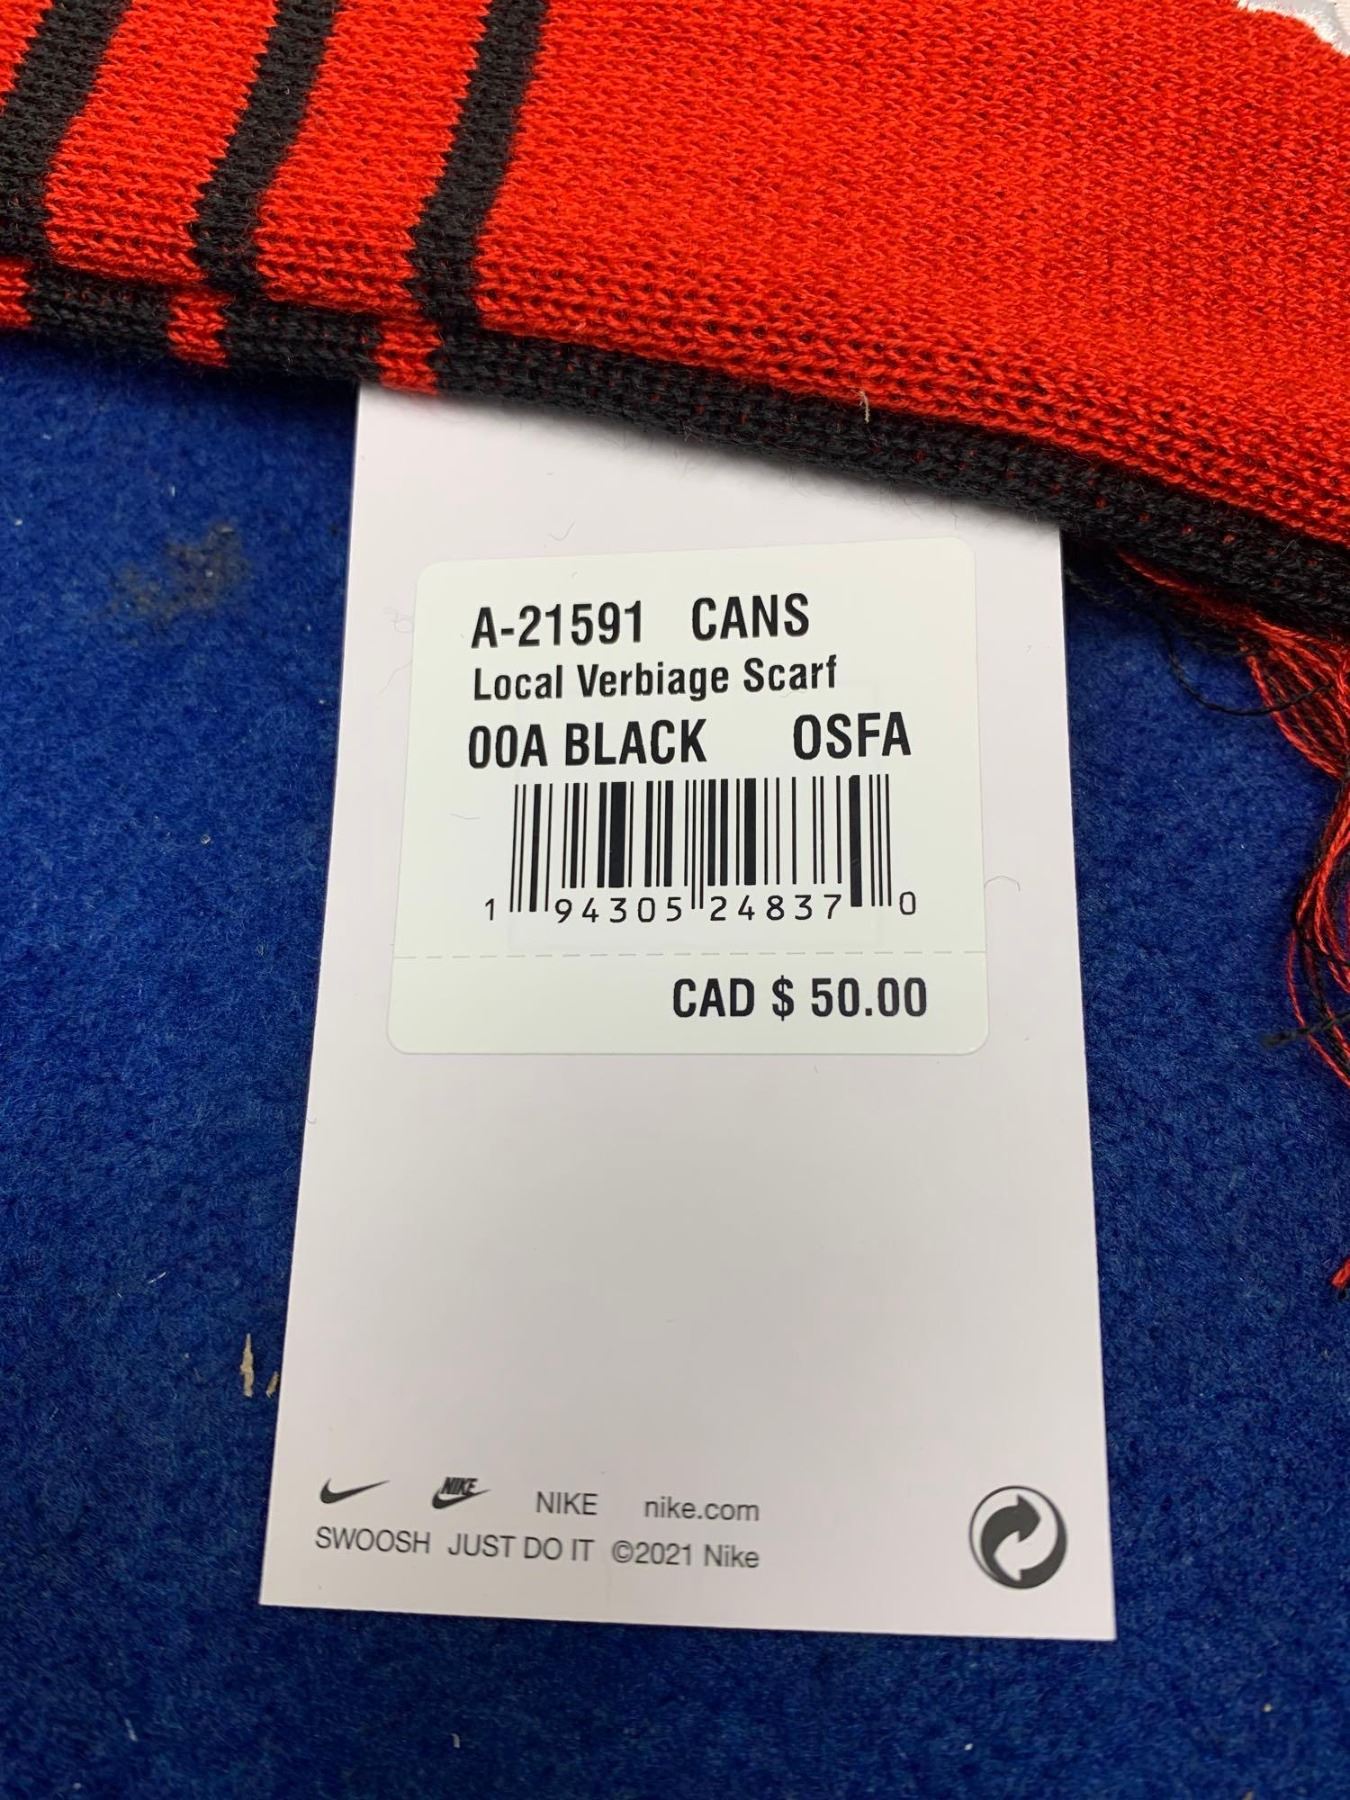 A-21591 CANS
Local Verbiage Scarf
00A BLACK OSFA
1 94305 24837 0
CAD $ 50.00
NIKE NIKE nike.com
SWOOSH JUST DO IT ©2021 Nike